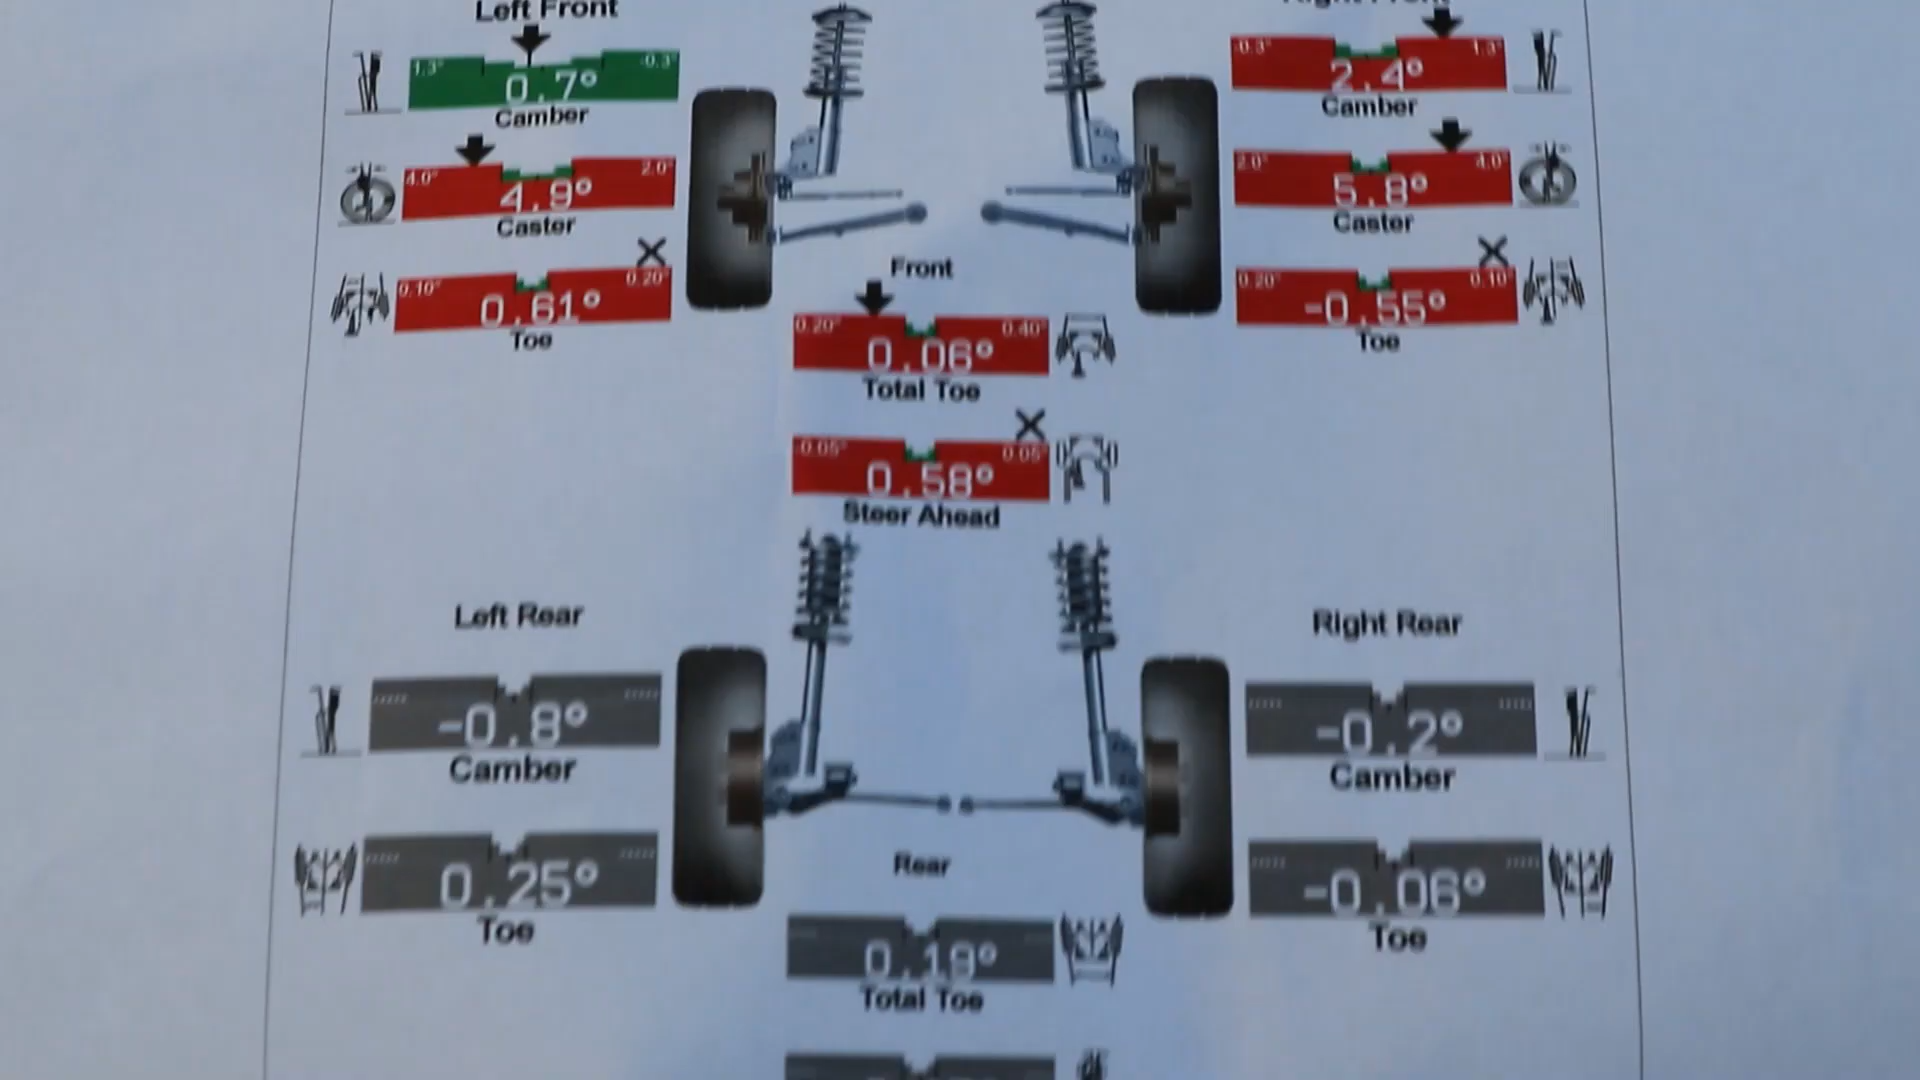 Left Front
Right Front
1.3° -0.3°
0.7°
Camber
-0.3° 1.3°
2.4°
Camber
4.0° 2.0°
4.9°
Caster
2.0° 4.0°
5.8°
Caster
0.10° 0.20°
0.61°
Toe
0.20° 0.10°
-0.55°
Toe
Front
0.20° 0.40°
0.06°
Total Toe
-0.05° 0.05°
0.58°
Steer Ahead
Left Rear
Right Rear
-0.8°
Camber
-0.2°
Camber
0.25°
Toe
-0.06°
Toe
Rear
0.19°
Total Toe